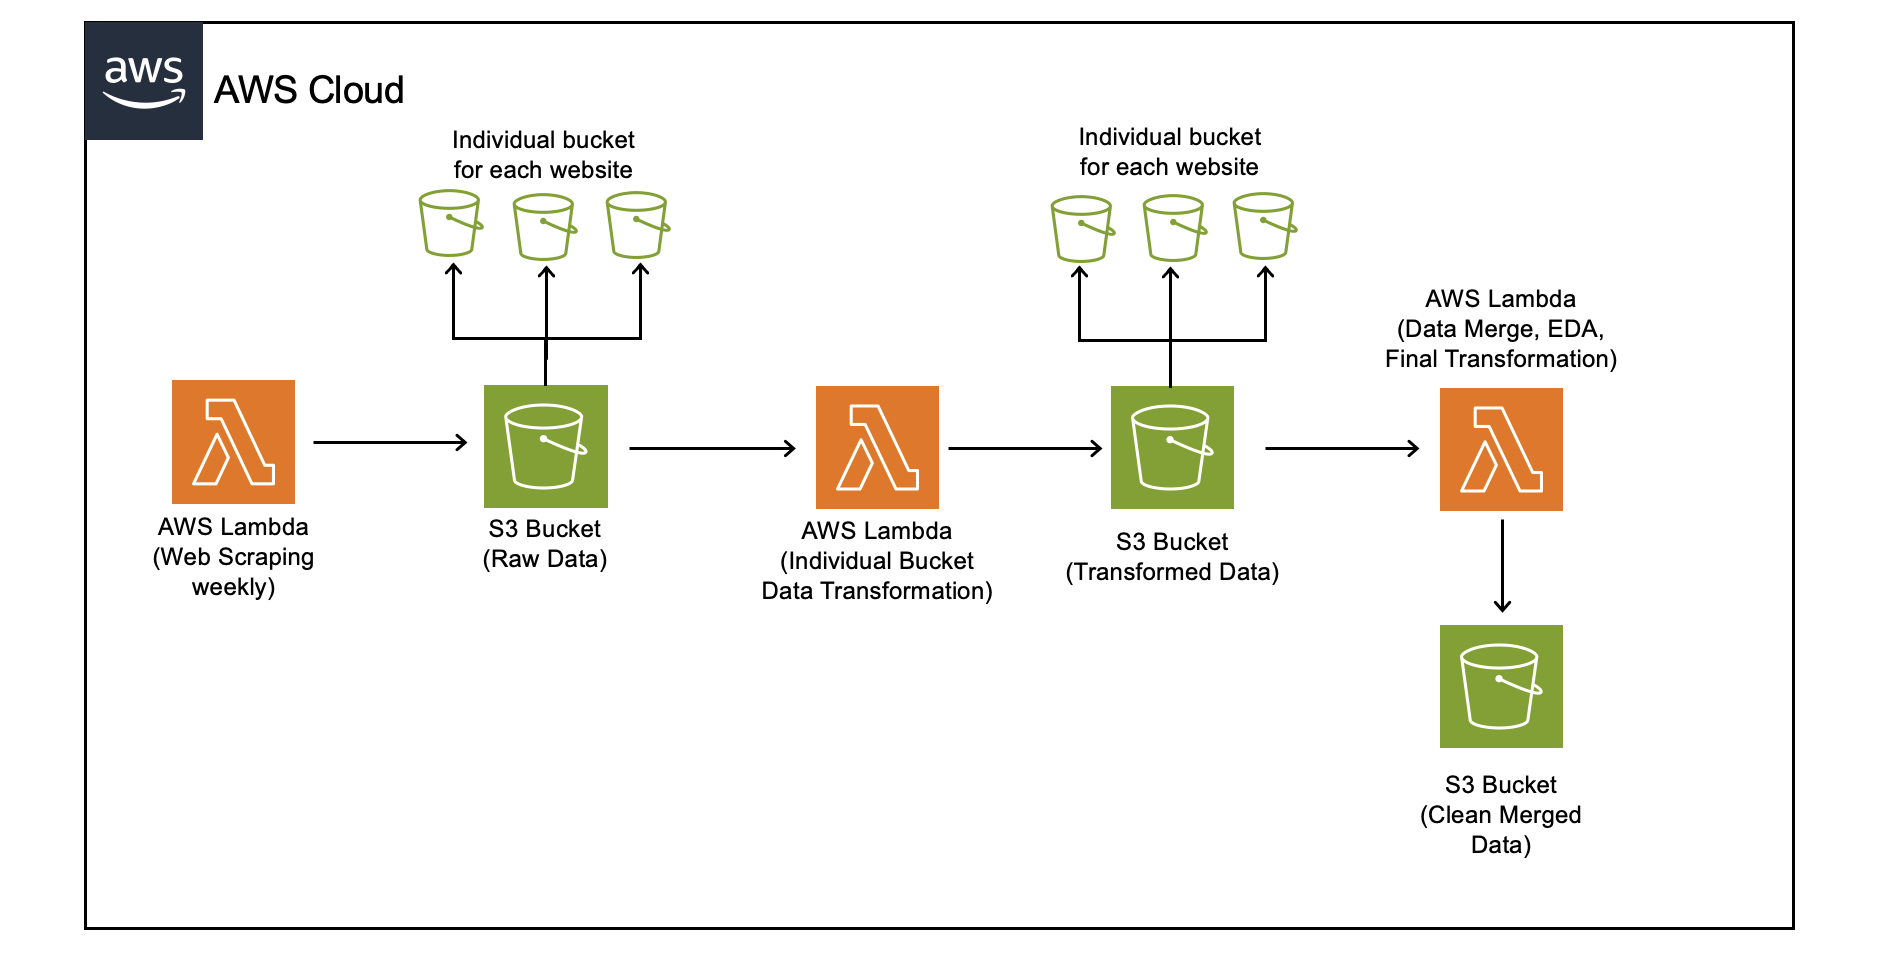 aws
AWS Cloud
Individual bucket
for each website
Individual bucket
for each website
AWS Lambda
(Data Merge, EDA,
Final Transformation)
AWS Lambda
(Web Scraping
weekly)
S3 Bucket
(Raw Data)
AWS Lambda
(Individual Bucket
Data Transformation)
S3 Bucket
(Transformed Data)
S3 Bucket
(Clean Merged
Data)